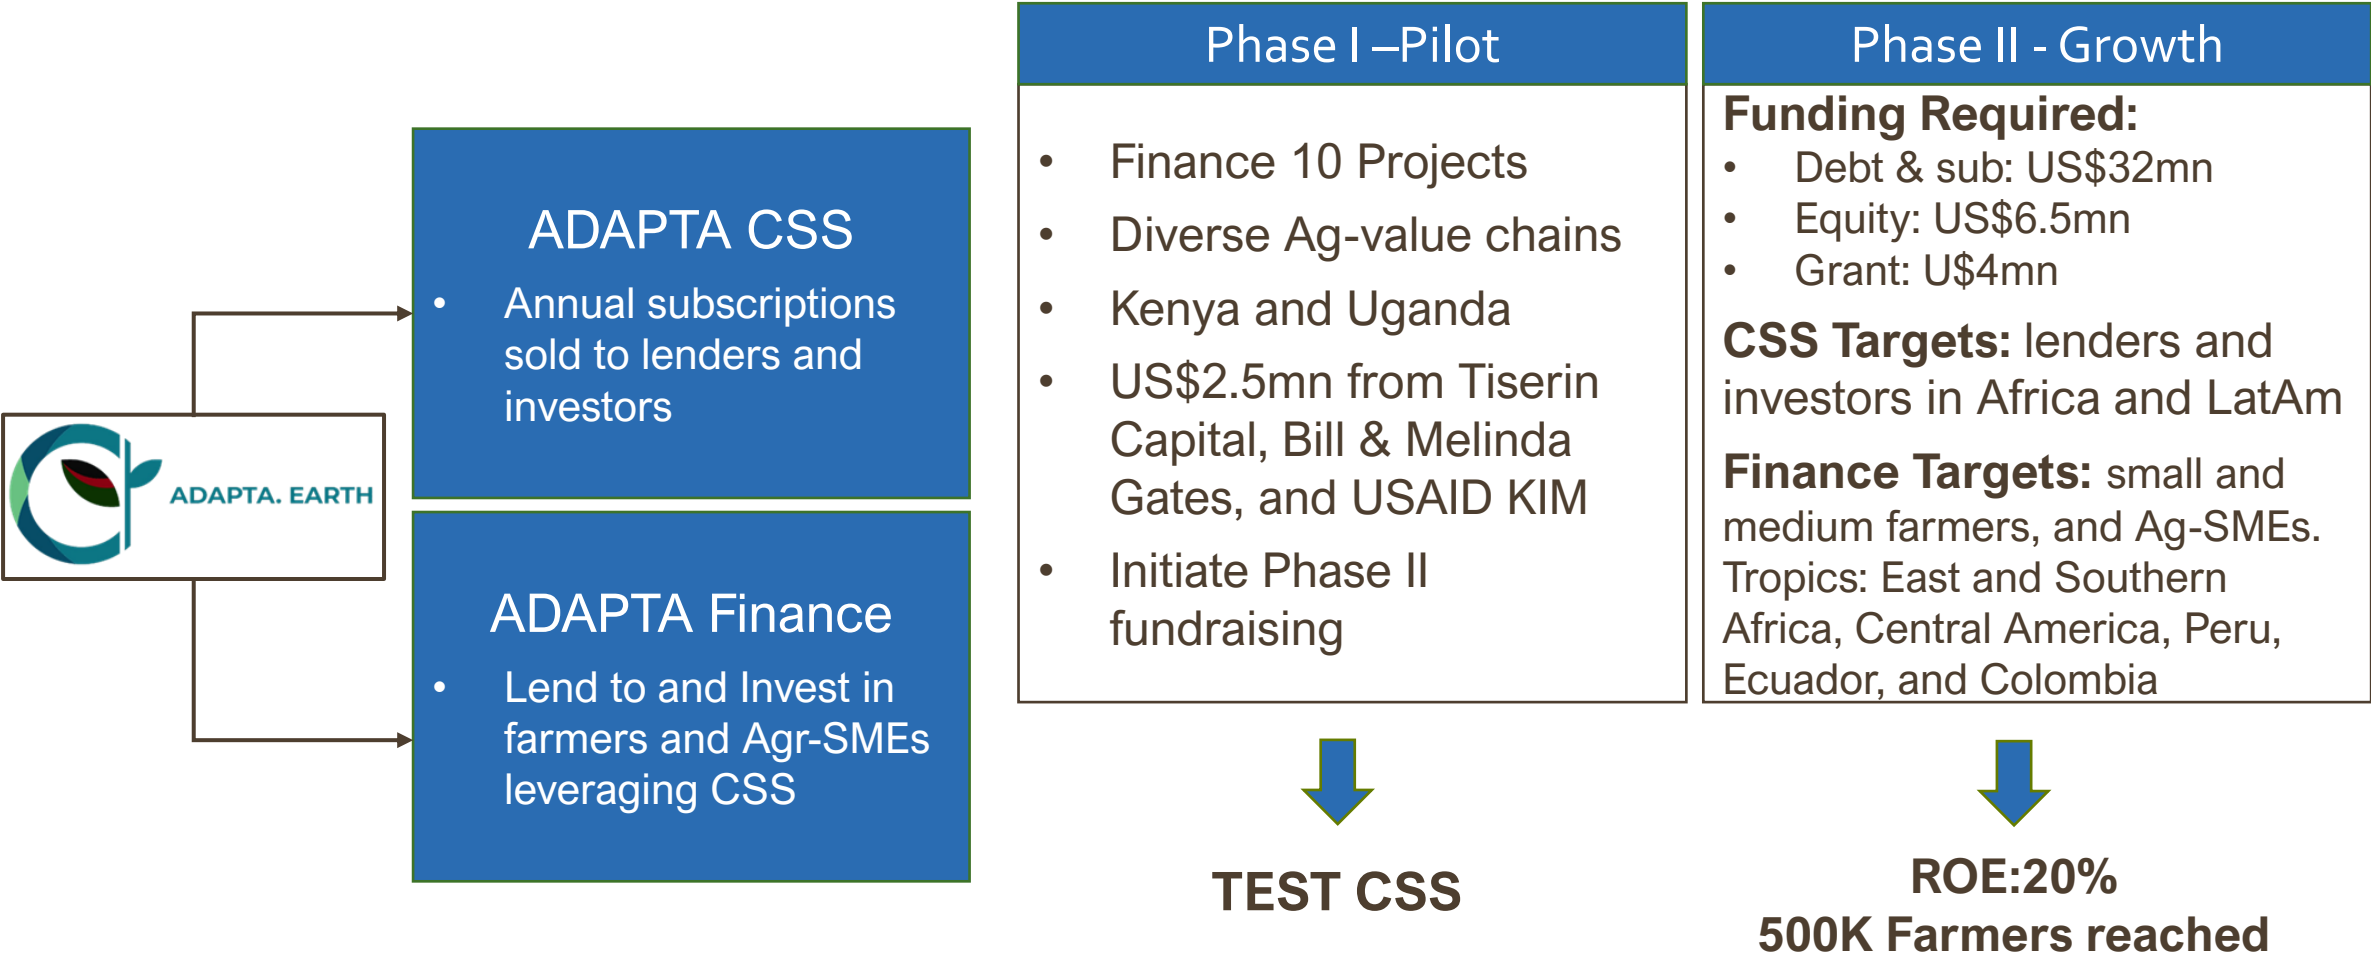 ADAPTA. EARTH
ADAPTA CSS
• Annual subscriptions
sold to lenders and
investors
ADAPTA Finance
• Lend to and Invest in
farmers and Agr-SMEs
leveraging CSS
Phase I –Pilot
• Finance 10 Projects
• Diverse Ag-value chains
• Kenya and Uganda
• US$2.5mn from Tiserin
Capital, Bill & Melinda
Gates, and USAID KIM
• Initiate Phase II
fundraising
TEST CSS
Phase II - Growth
Funding Required:
• Debt & sub: US$32mn
• Equity: US$6.5mn
• Grant: U$4mn
CSS Targets: lenders and
investors in Africa and LatAm
Finance Targets: small and
medium farmers, and Ag-SMEs.
Tropics: East and Southern
Africa, Central America, Peru,
Ecuador, and Colombia
ROE:20%
500K Farmers reached